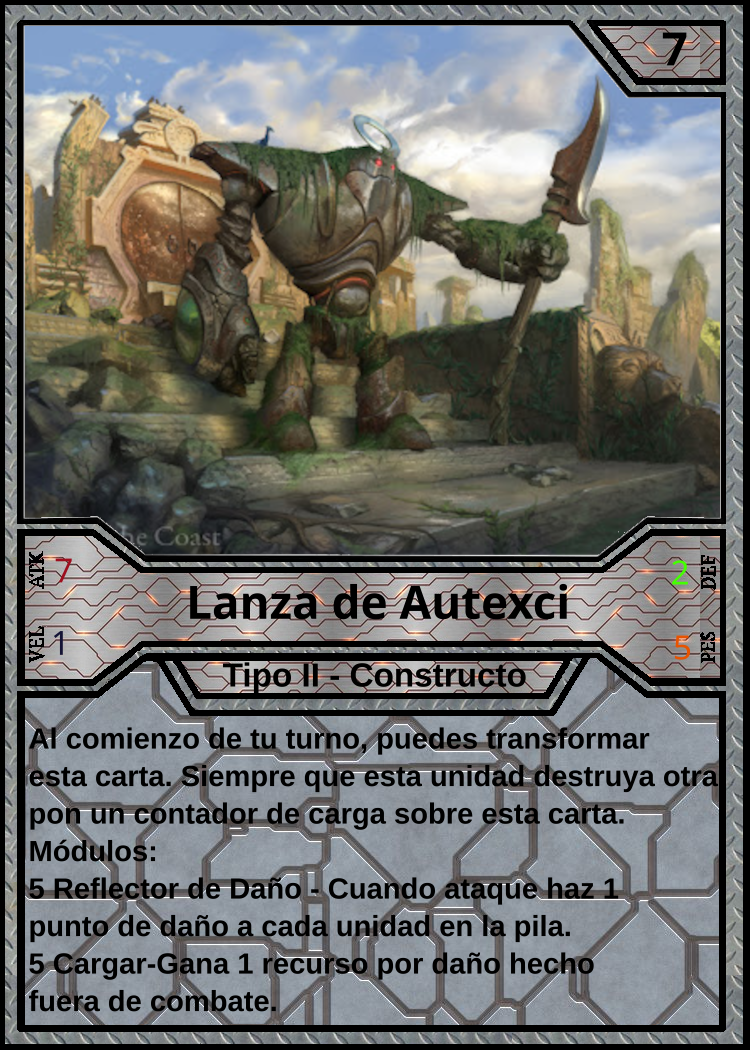 7
he Coast
ATK 7
2 DEF
Lanza de Autexci
VEL 1
5 PES
Tipo II - Constructo
Al comienzo de tu turno, puedes transformar
esta carta. Siempre que esta unidad destruya otra
pon un contador de carga sobre esta carta.
Módulos:
5 Reflector de Daño - Cuando ataque haz 1
punto de daño a cada unidad en la pila.
5 Cargar-Gana 1 recurso por daño hecho
fuera de combate.